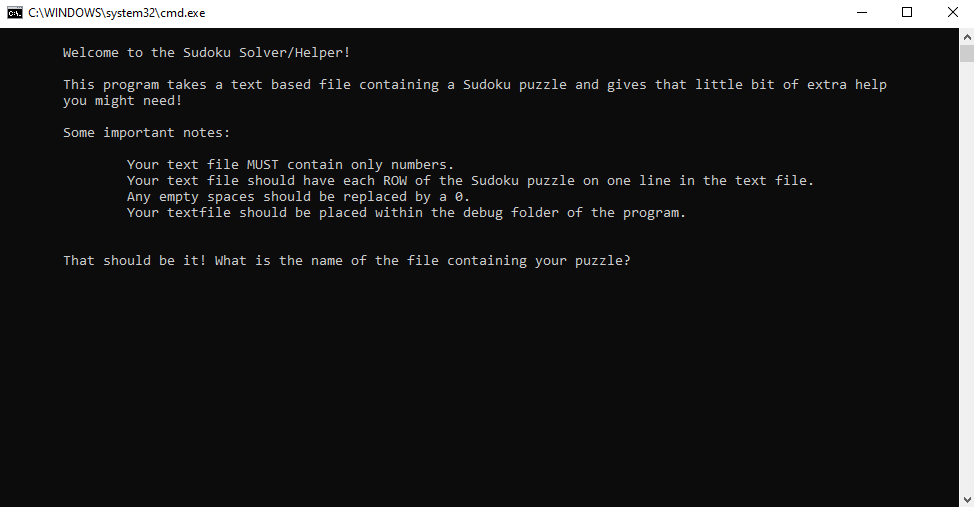 C:\WINDOWS\system32\cmd.exe
Welcome to the Sudoku Solver/Helper!
This program takes a text based file containing a Sudoku puzzle and gives that little bit of extra help
you might need!
Some important notes:
Your text file MUST contain only numbers.
Your text file should have each ROW of the Sudoku puzzle on one line in the text file.
Any empty spaces should be replaced by a 0.
Your textfile should be placed within the debug folder of the program.
That should be it! What is the name of the file containing your puzzle?